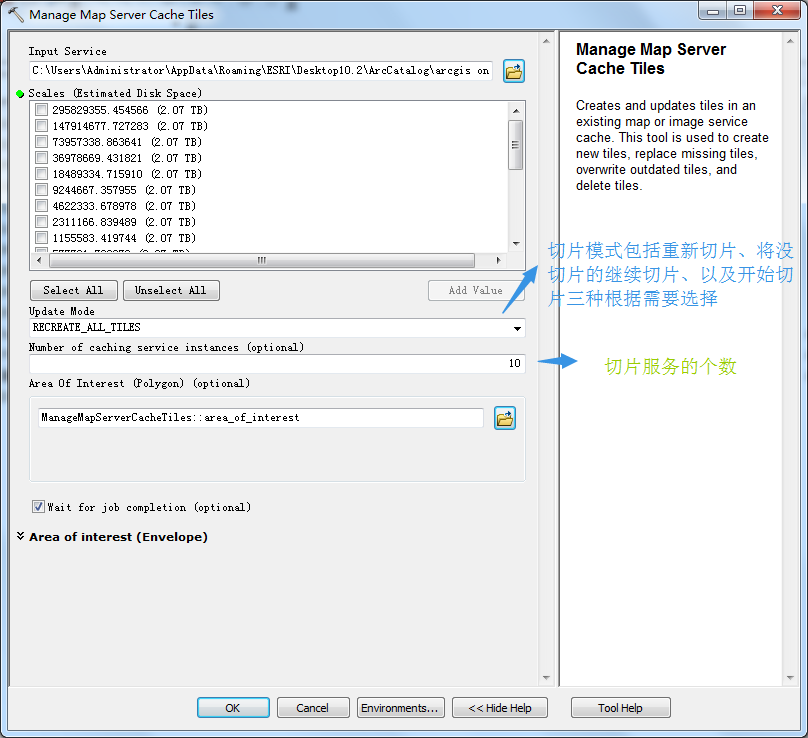 Manage Map Server Cache Tiles
Input Service
C:\Users\Administrator\AppData\Roaming\ESRI\Desktop10.2\ArcCatalog\arcgis on
Scales (Estimated Disk Space)
295829355.454566 (2.07 TB)
147914677.727283 (2.07 TB)
73957338.863641 (2.07 TB)
36978669.431821 (2.07 TB)
18489334.715910 (2.07 TB)
9244667.357955 (2.07 TB)
4622333.678978 (2.07 TB)
2311166.839489 (2.07 TB)
1155583.419744 (2.07 TB)
Select All
Unselect All
Add Value
Update Mode
RECREATE_ALL_TILES
Number of caching service instances (optional)
10
Area Of Interest (Polygon) (optional)
ManageMapServerCacheTiles::area_of_interest
Wait for job completion (optional)
Area of interest (Envelope)
Manage Map Server
Cache Tiles
Creates and updates tiles in an
existing map or image service
cache. This tool is used to create
new tiles, replace missing tiles,
overwrite outdated tiles, and
delete tiles.
切片模式包括重新切片、将没
切片的继续切片、以及开始切
片三种根据需要选择
切片服务的个数
OK
Cancel
Environments...
<< Hide Help
Tool Help